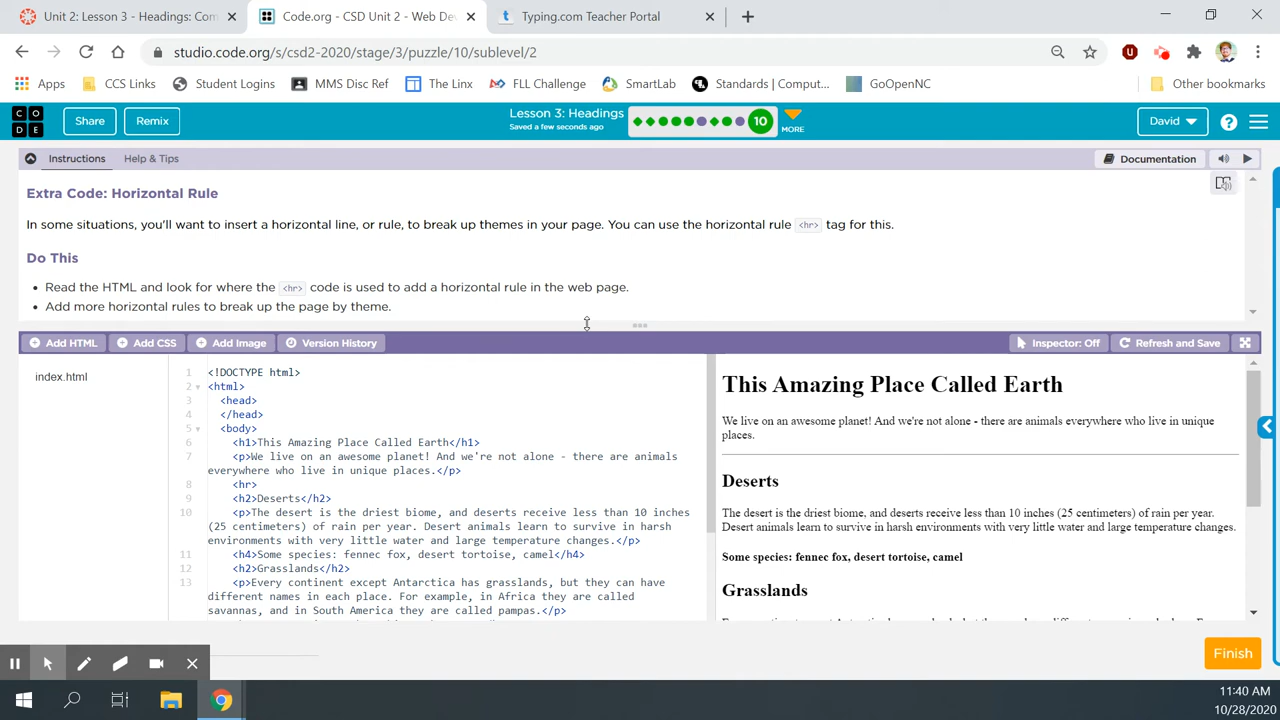 Unit 2: Lesson 3 - Headings: Com
Code.org - CSD Unit 2 - Web De
Typing.com Teacher Portal
studio.code.org/s/csd2-2020/stage/3/puzzle/10/sublevel/2
Apps
CCS Links
Student Logins
MMS Disc Ref
The Linx
FLL Challenge
SmartLab
Standards | Comput...
GoOpenNC
Other bookmarks
C O
D E
Share
Remix
Lesson 3: Headings
Saved a few seconds ago
10
MORE
David
Instructions
Help & Tips
Documentation
Extra Code: Horizontal Rule
In some situations, you'll want to insert a horizontal line, or rule, to break up themes in your page. You can use the horizontal rule <hr> tag for this.
Do This
Read the HTML and look for where the <hr> code is used to add a horizontal rule in the web page.
Add more horizontal rules to break up the page by theme.
Add HTML
Add CSS
Add Image
Version History
Inspector: Off
Refresh and Save
index.html
1 <!DOCTYPE html>
2 <html>
3 <head>
4 </head>
5 <body>
6 <h1>This Amazing Place Called Earth</h1>
7 <p>We live on an awesome planet! And we're not alone - there are animals
everywhere who live in unique places.</p>
8 <hr>
9 <h2>Deserts</h2>
10 <p>The desert is the driest biome, and deserts receive less than 10 inches
(25 centimeters) of rain per year. Desert animals learn to survive in harsh
environments with very little water and large temperature changes.</p>
11 <h4>Some species: fennec fox, desert tortoise, camel</h4>
12 <h2>Grasslands</h2>
13 <p>Every continent except Antarctica has grasslands, but they can have
different names in each place. For example, in Africa they are called
savannas, and in South America they are called pampas.</p>
This Amazing Place Called Earth
We live on an awesome planet! And we're not alone - there are animals everywhere who live in unique
places.
Deserts
The desert is the driest biome, and deserts receive less than 10 inches (25 centimeters) of rain per year.
Desert animals learn to survive in harsh environments with very little water and large temperature changes.
Some species: fennec fox, desert tortoise, camel
Grasslands
Finish
11:40 AM
10/28/2020